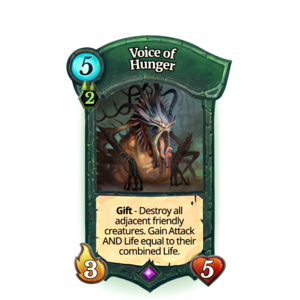 Voice of
Hunger
5
2
Gift - Destroy all
adjacent friendly
creatures. Gain Attack
AND Life equal to their
combined Life.
3
5